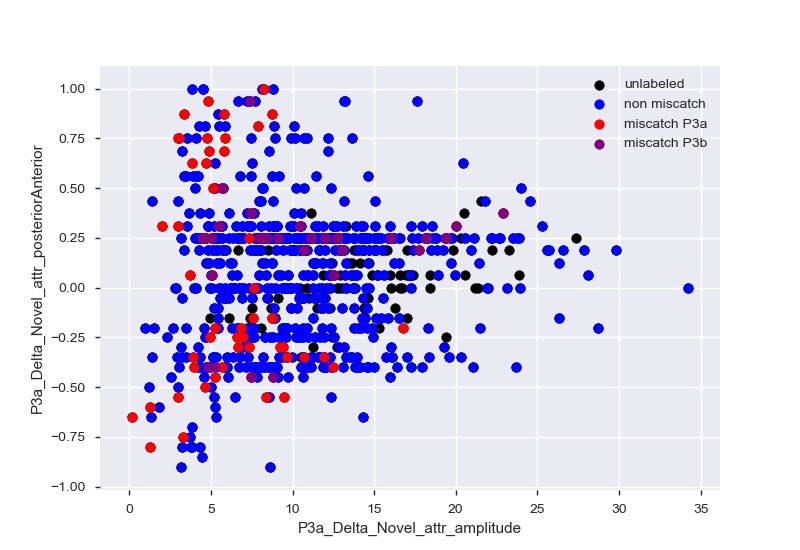 1.00
0.75
0.50
0.25
0.00
−0.25
−0.50
−0.75
−1.00
P3a_Delta_Novel_attr_posteriorAnterior
unlabeled
non miscatch
miscatch P3a
miscatch P3b
0 5 10 15 20 25 30 35
P3a_Delta_Novel_attr_amplitude